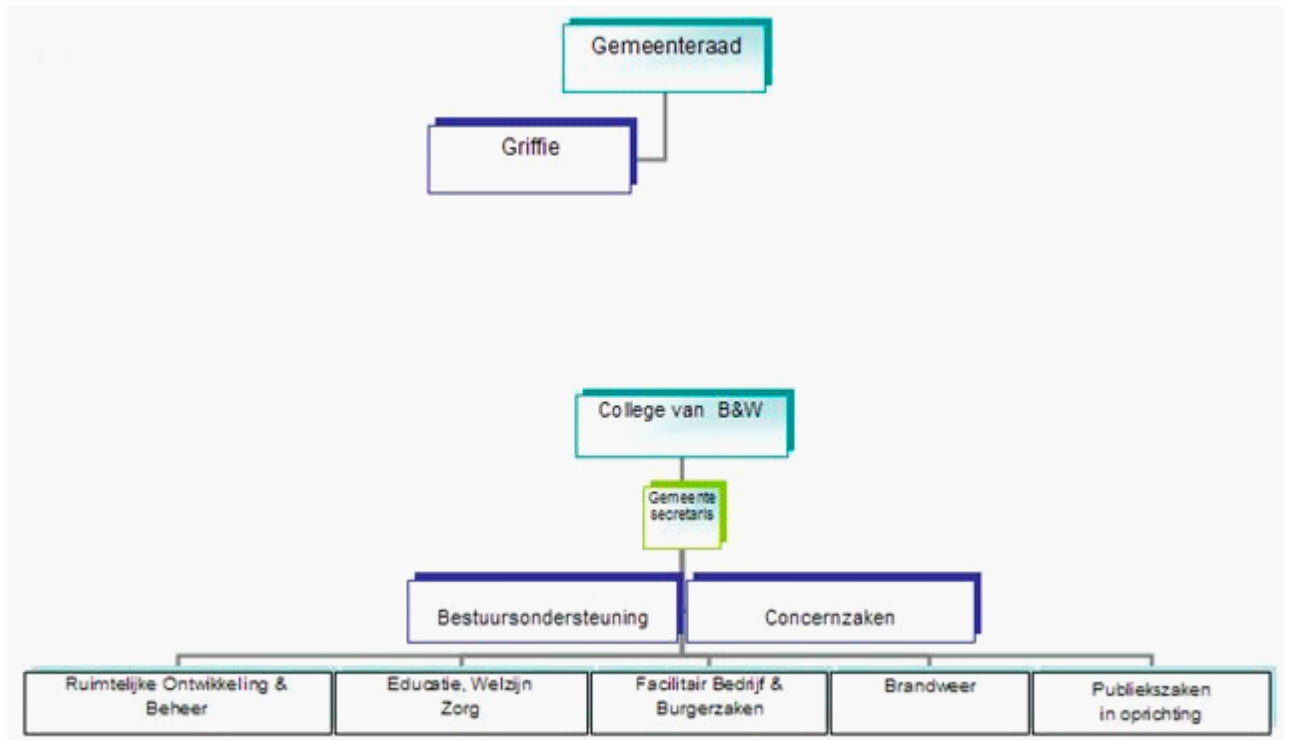 Gemeenteraad
Griffie
College van B&W
Gemeente
secretaris
Bestuursondersteuning
Concernzaken
Ruimtelijke Ontwikkeling &
Beheer
Educatie, Welzijn
Zorg
Facilitair Bedrijf &
Burgerzaken
Brandweer
Publiekszaken
in oprichting